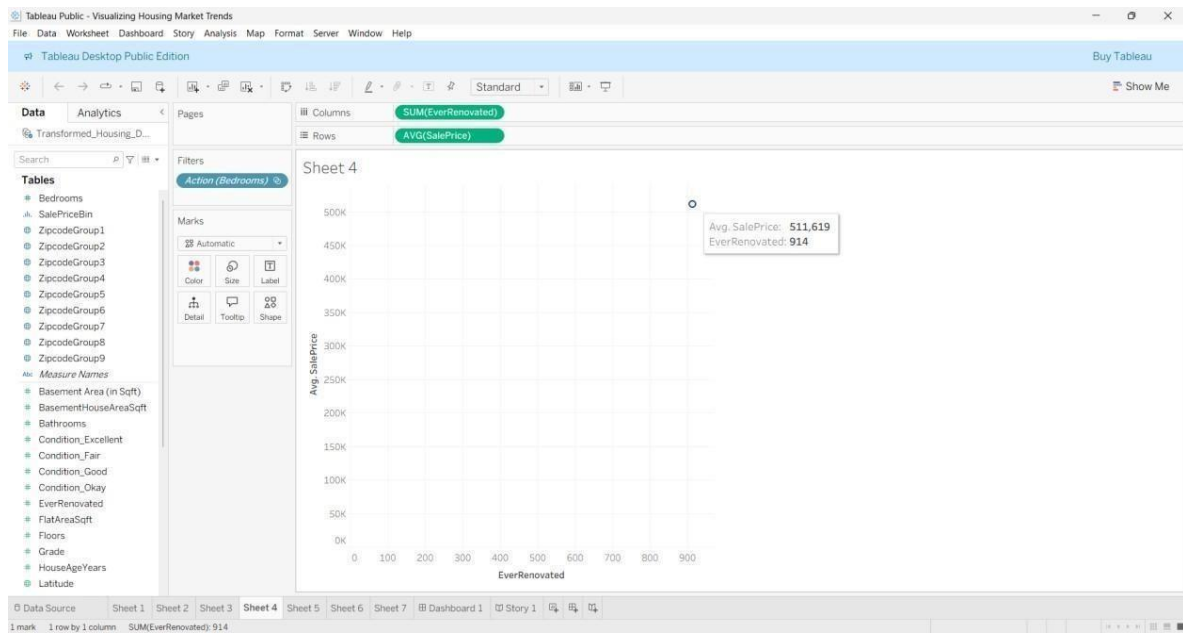 Tableau Public - Visualizing Housing Market Trends
File Data Worksheet Dashboard Story Analysis Map Format Server Window Help
Tableau Desktop Public Edition
Buy Tableau
Standard
Show Me
Data
Analytics
Pages
Columns
SUM(EverRenovated)
Transformed_Housing_D...
Rows
AVG(SalePrice)
Search
Filters
Action (Bedrooms)
Sheet 4
Tables
Bedrooms
SalePriceBin
ZipcodeGroup1
ZipcodeGroup2
ZipcodeGroup3
ZipcodeGroup4
ZipcodeGroup5
ZipcodeGroup6
ZipcodeGroup7
ZipcodeGroup8
ZipcodeGroup9
Abc Measure Names
Basement Area (in Sqft)
BasementHouseAreaSqft
Bathrooms
Condition_Excellent
Condition_Fair
Condition_Good
Condition_Okay
EverRenovated
FlatAreaSqft
Floors
Grade
HouseAgeYears
Latitude
Marks
Automatic
Color Size Label
Detail Tooltip Shape
500K
450K
400K
350K
300K
250K
200K
150K
100K
50K
0K
Avg. SalePrice
Avg. SalePrice: 511,619
EverRenovated: 914
0 100 200 300 400 500 600 700 800 900
EverRenovated
Data Source Sheet 1 Sheet 2 Sheet 3 Sheet 4 Sheet 5 Sheet 6 Sheet 7 Dashboard 1 Story 1
1 mark 1 row by 1 column SUM(EverRenovated): 914